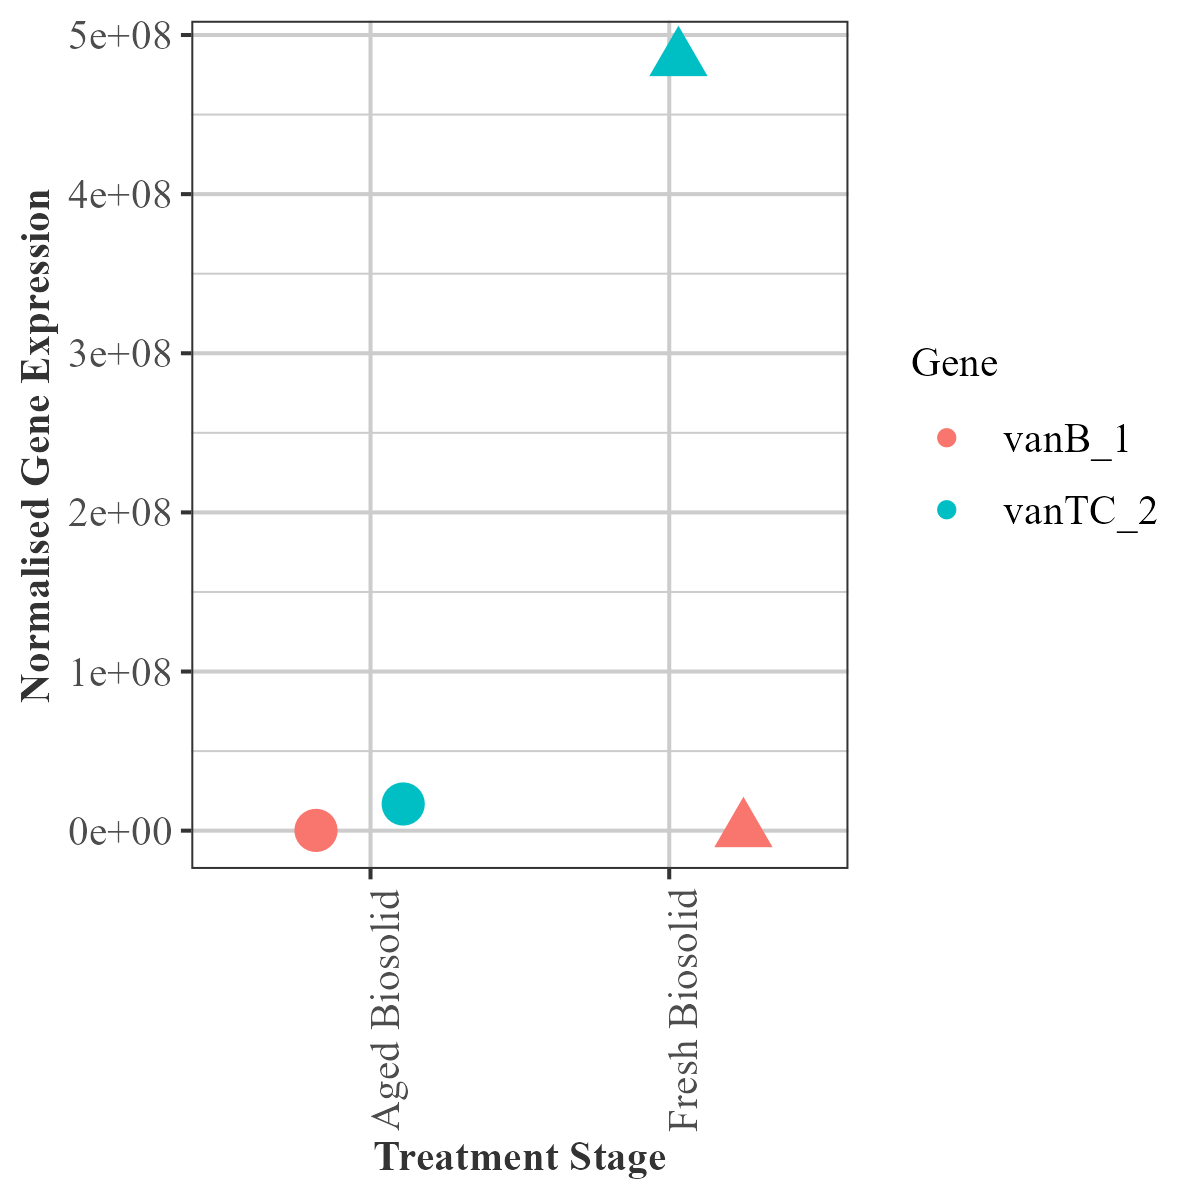 Normalised Gene Expression
5e+08
4e+08
3e+08
2e+08
1e+08
0e+00
Aged Biosolid
Fresh Biosolid
Treatment Stage
Gene
vanB_1
vanTC_2